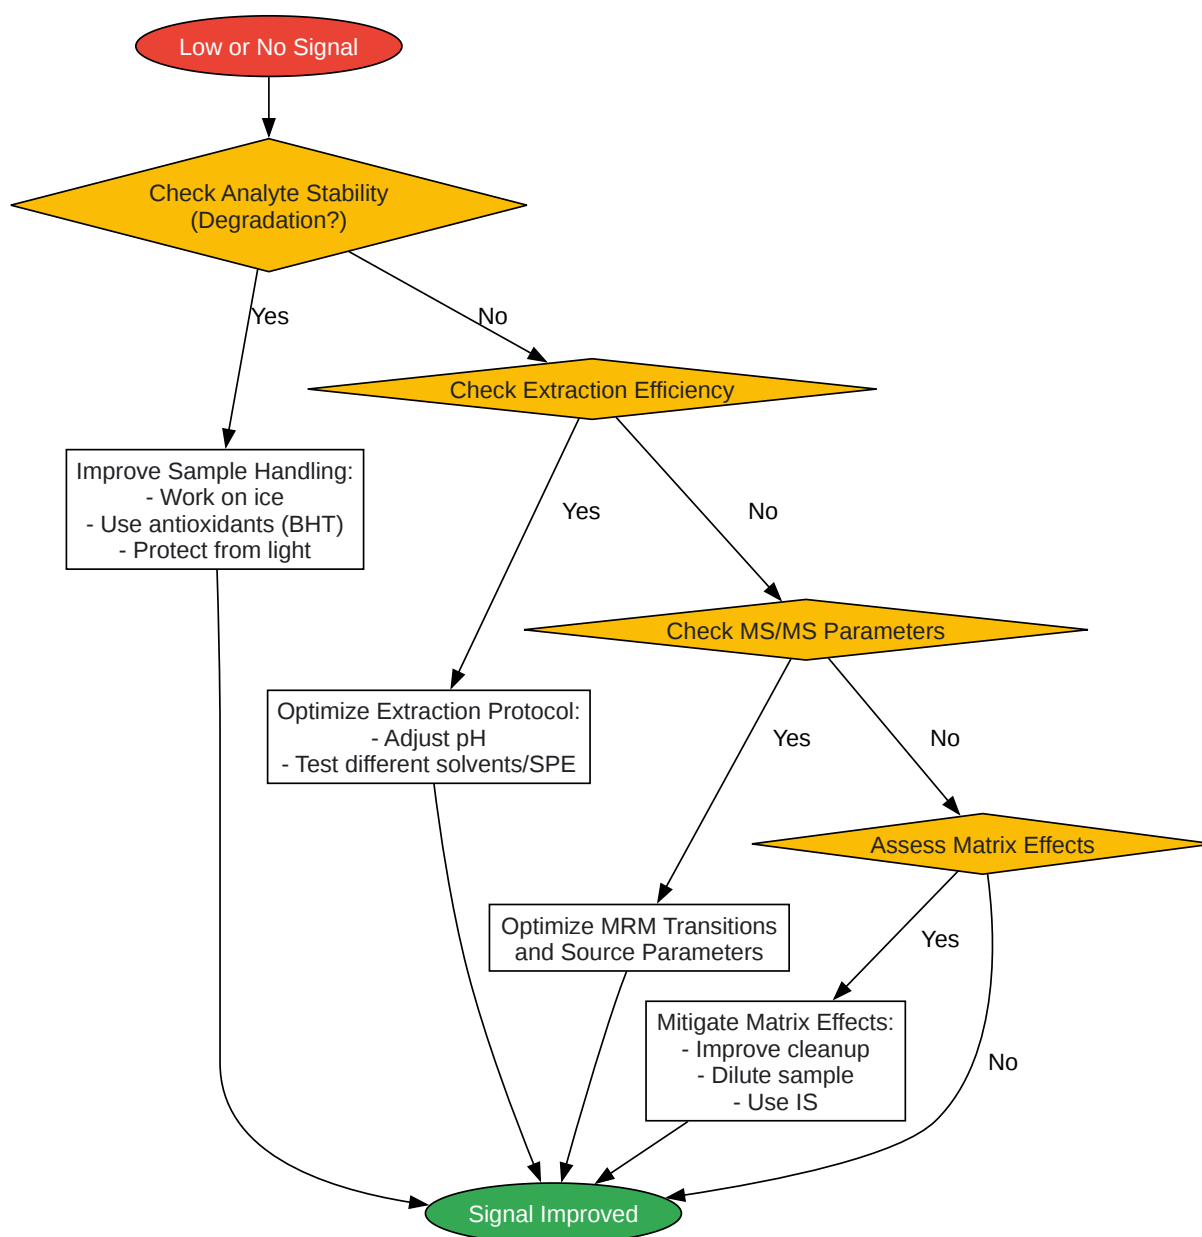 Low or No Signal
Check Analyte Stability
(Degradation?)
Yes
No
Check Extraction Efficiency
Improve Sample Handling:
- Work on ice
- Use antioxidants (BHT)
- Protect from light
Yes
No
Check MS/MS Parameters
Optimize Extraction Protocol:
- Adjust pH
- Test different solvents/SPE
Yes
No
Assess Matrix Effects
Optimize MRM Transitions
and Source Parameters
Yes
Mitigate Matrix Effects:
- Improve cleanup
- Dilute sample
- Use IS
No
Signal Improved